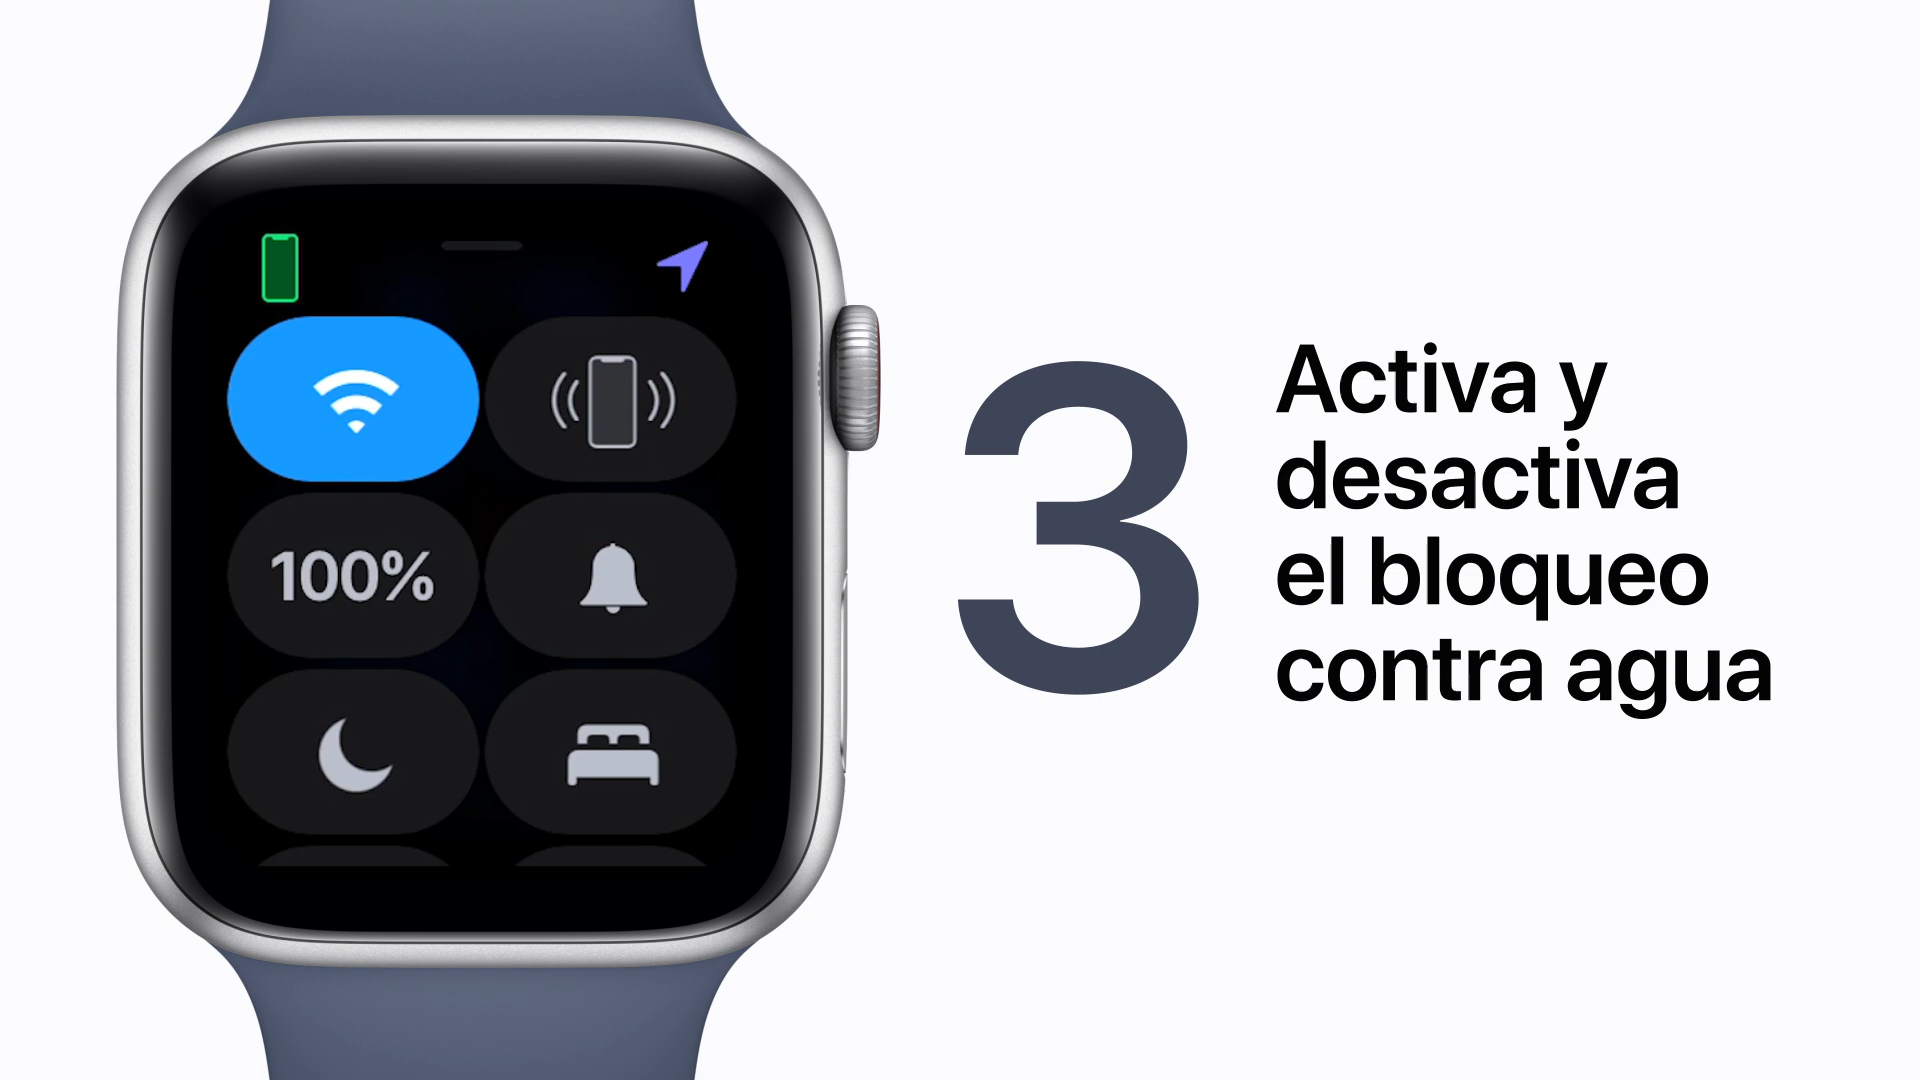 100%
3
Activa y
desactiva
el bloqueo
contra agua